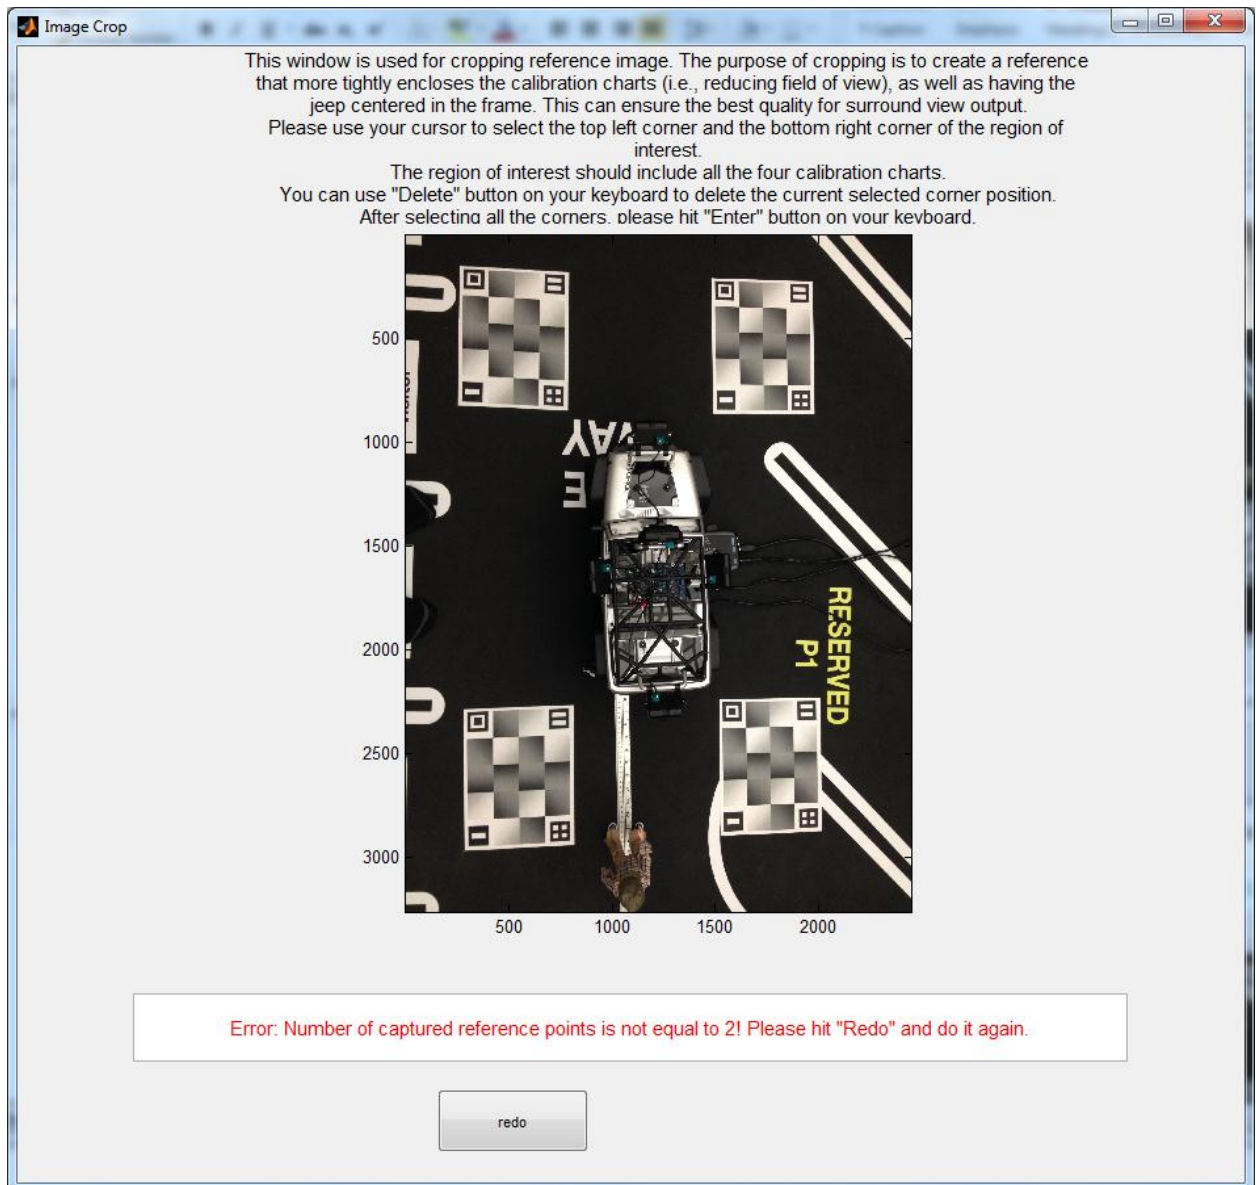 Image Crop
This window is used for cropping reference image. The purpose of cropping is to create a reference
that more tightly encloses the calibration charts (i.e., reducing field of view), as well as having the
jeep centered in the frame. This can ensure the best quality for surround view output.
Please use your cursor to select the top left corner and the bottom right corner of the region of
interest.
The region of interest should include all the four calibration charts.
You can use "Delete" button on your keyboard to delete the current selected corner position.
After selecting all the corners, please hit "Enter" button on your keyboard.
500
1000
WAY
E
1500
RESERVED
P1
2000
2500
3000
500 1000 1500 2000
Error: Number of captured reference points is not equal to 2! Please hit "Redo" and do it again.
redo